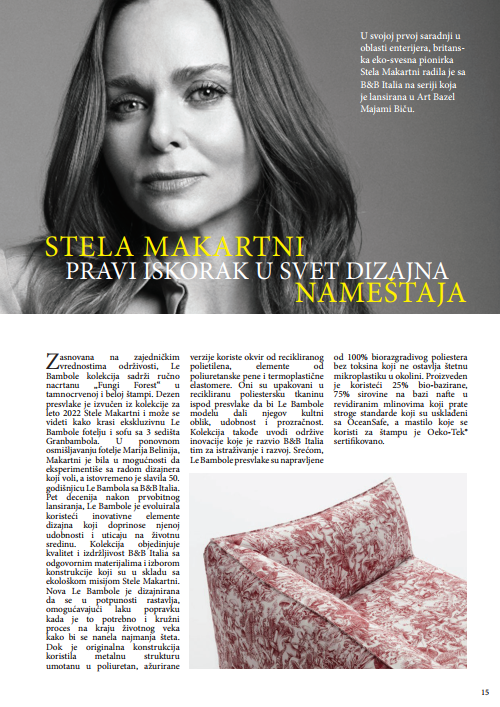 U svojoj prvoj saradnji u
oblasti enterijera, britans-
ka eko-svesna pionirka
Stela Makartni radila je sa
B&B Italia na seriji koja
je lansirana u Art Bazel
Majami Biču.
STELA MAKARTNI
PRAVI ISKORAK U SVET DIZAJNA
NAMEŠTAJA
Zasnovana na zajedničkim
vrednostima održivosti, Le
Bambole kolekcija sadrži ručno
nacrtanu „Fungi Forest“ u
tamnocrvenoj i beloj štampi. Dezen
presvlake je izvučen iz kolekcije za
leto 2022 Stele Makartni i može se
videti kako krasi ekskluzivnu Le
Bambole fotelju i sofu sa 3 sedišta
Granbambola. U ponovnom
osmišljavanju fotelje Marija Belinija,
Makartni je bila u mogućnosti da
eksperimentiše sa radom dizajnera
koji voli, a istovremeno je slavila 50.
godišnjicu Le Bambola sa B&B Italia.
Pet decenija nakon prvobitnog
lansiranja, Le Bambole je evoluirala
koristeći inovativne elemente
dizajna koji doprinose njenoj
udobnosti i uticaju na životnu
sredinu. Kolekcija objedinjuje
kvalitet i izdržljivost B&B Italia sa
odgovornim materijalima i izborom
konstrukcije koji su u skladu sa
ekološkom misijom Stele Makartni.
Nova Le Bambole je dizajnirana
da se u potpunosti rastavlja,
omogućavajući laku popravku
kada je to potrebno i kružni
proces na kraju životnog veka
kako bi se nanela najmanja šteta.
Dok je originalna konstrukcija
koristila metalnu strukturu
umotanu u poliuretan, ažurirane
verzije koriste okvir od recikliranog
polietilena, elemente od
poliuretanske pene i termoplastične
elastomere. Oni su upakovani u
recikliranu poliestersku tkaninu
ispod presvlake da bi Le Bambole
modelu dali njegov kultni
oblik, udobnost i prozračnost.
Kolekcija takođe uvodi održive
inovacije koje je razvio B&B Italia
tim za istraživanje i razvoj. Srećom,
Le Bambole presvlake su napravljene
od 100% biorazgradivog poliestera
bez toksina koji ne ostavlja štetnu
mikroplastiku u okolini. Proizveden
je koristeći 25% bio-bazirane,
75% sirovine na bazi nafte u
revidiranim mlinovima koji prate
stroge standarde koji su usklađeni
sa OceanSafe, a mastilo koje se
koristi za štampu je Oeko-Tek®
sertifikovano.
15